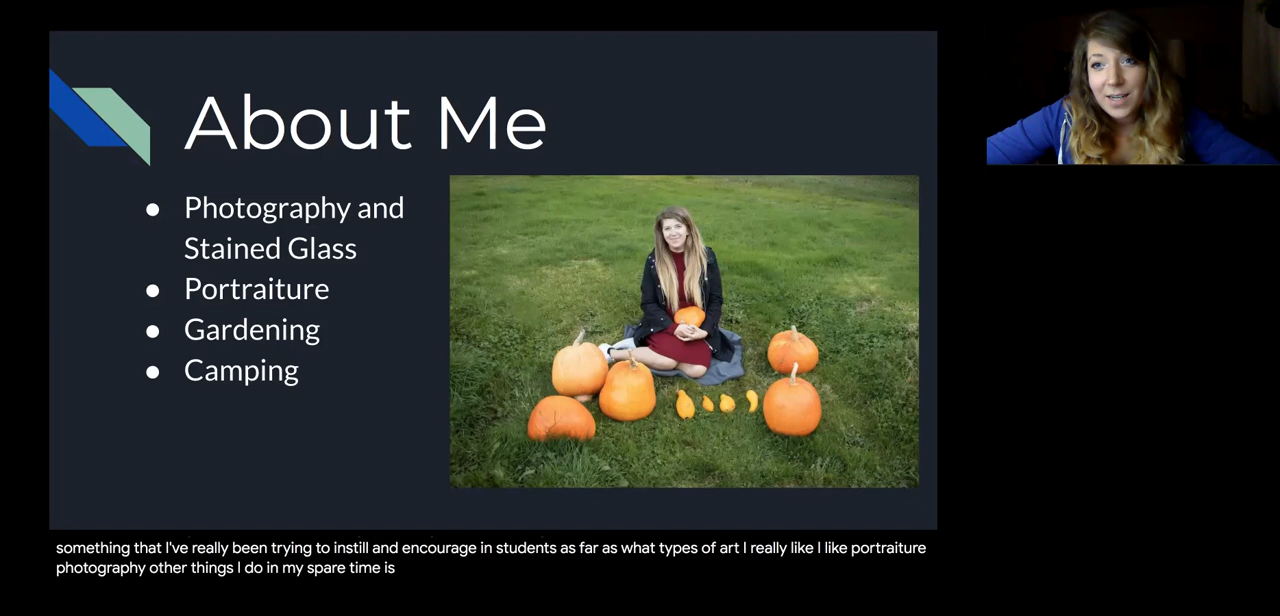 About Me
● Photography and
Stained Glass
● Portraiture
● Gardening
● Camping
something that I've really been trying to instill and encourage in students as far as what types of art I really like I like portraiture
photography other things I do in my spare time is